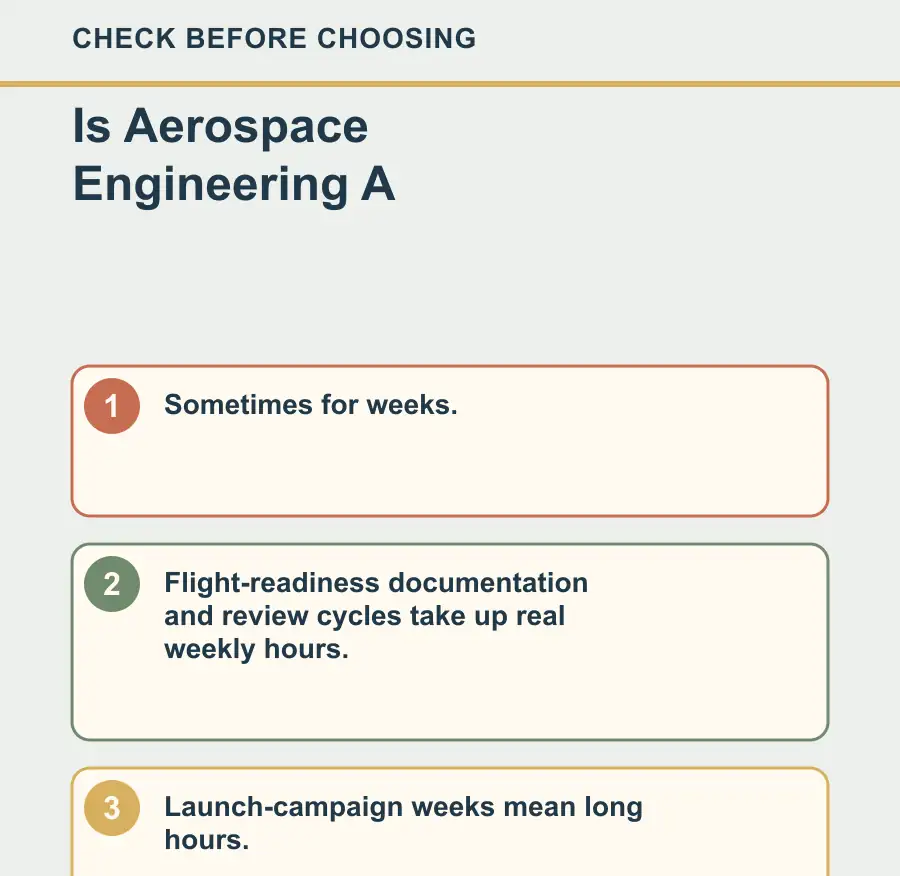 CHECK BEFORE CHOOSING
Is Aerospace
Engineering A
1
Sometimes for weeks.
2
Flight-readiness documentation
and review cycles take up real
weekly hours.
3
Launch-campaign weeks mean long
hours.